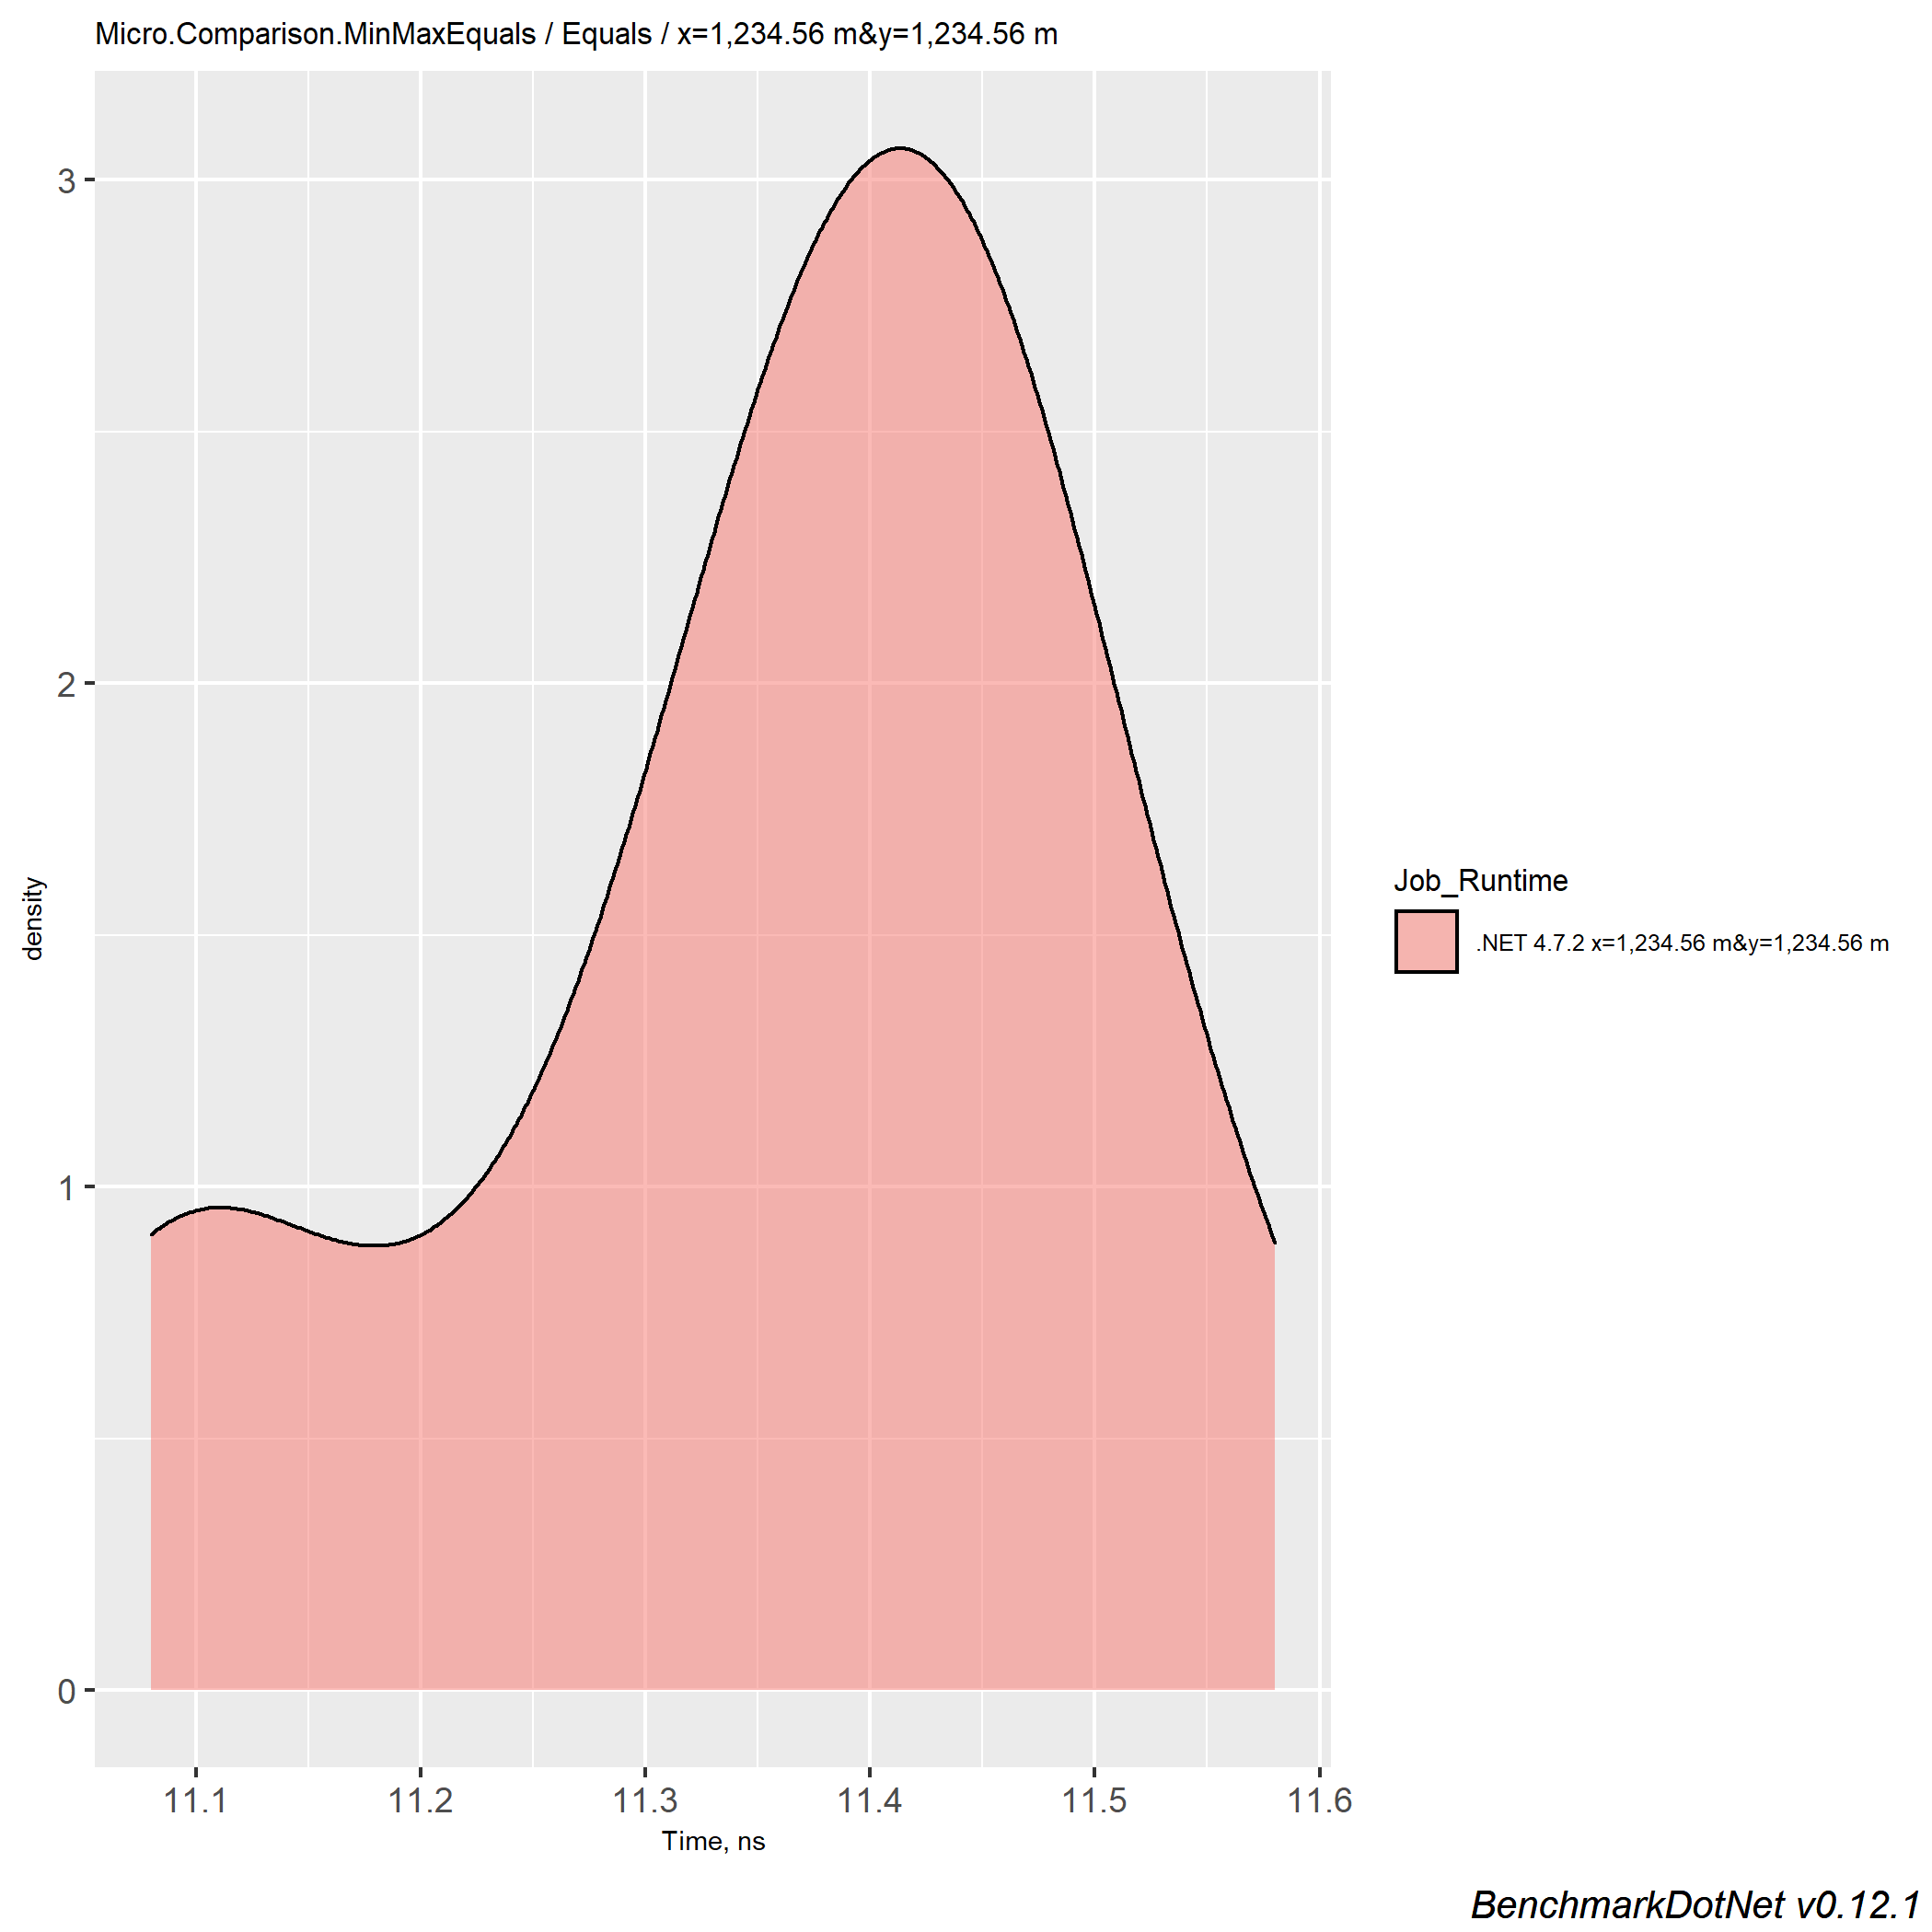 Micro.Comparison.MinMaxEquals / Equals / x=1,234.56 m&y=1,234.56 m
3
2
1
0
density
11.1 11.2 11.3 11.4 11.5 11.6
Time, ns
Job_Runtime
.NET 4.7.2 x=1,234.56 m&y=1,234.56 m
BenchmarkDotNet v0.12.1